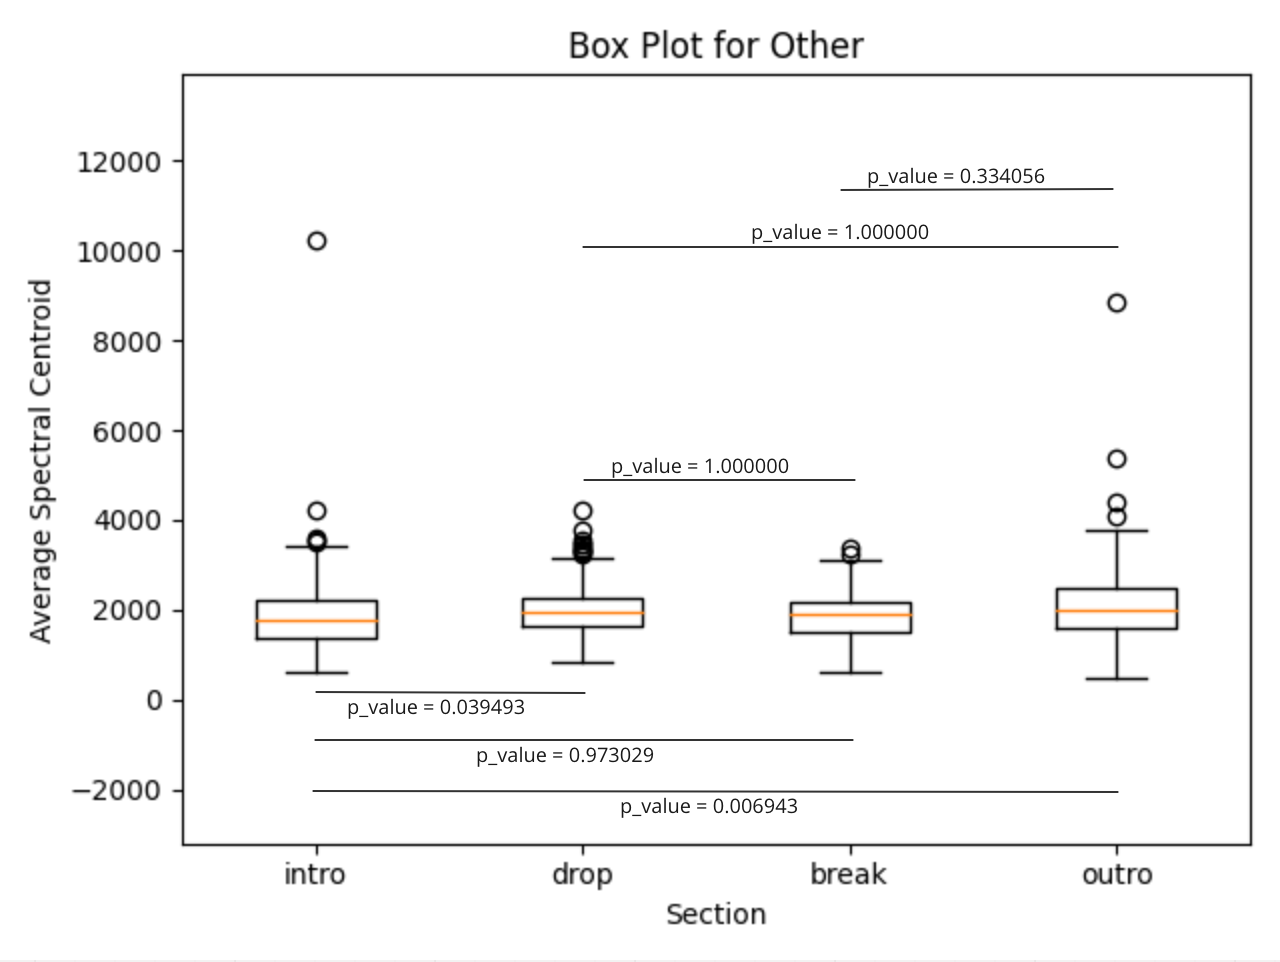 Box Plot for Other
12000
10000
8000
6000
4000
2000
0
−2000
Average Spectral Centroid
p_value = 0.334056
p_value = 1.000000
p_value = 1.000000
p_value = 0.039493
p_value = 0.973029
p_value = 0.006943
intro drop break outro
Section